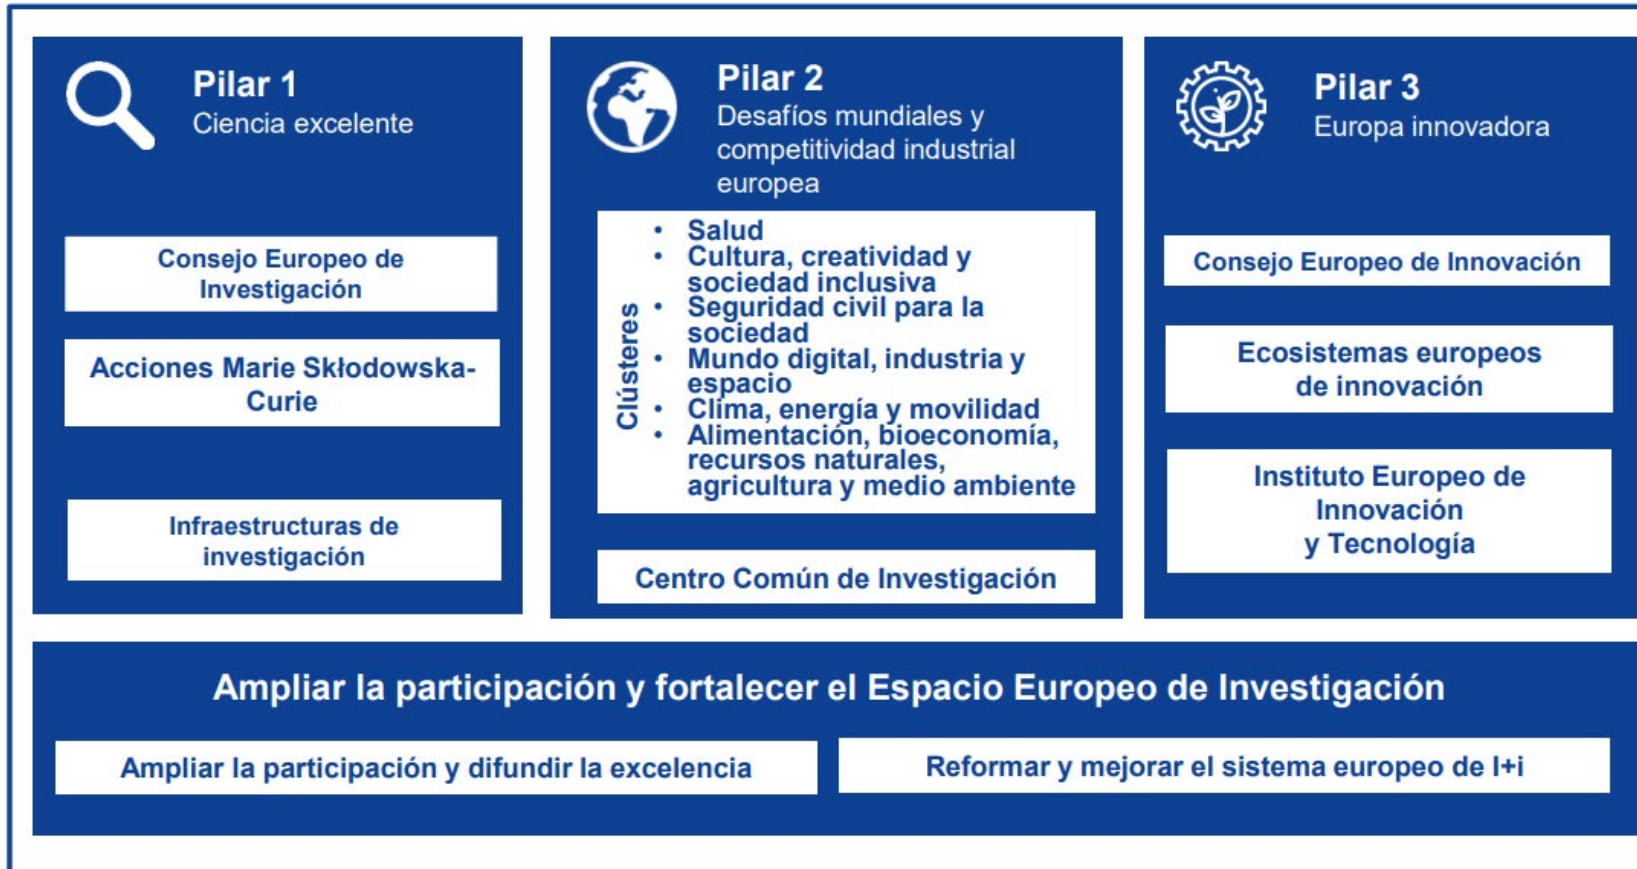 Pilar 1
Ciencia excelente
Consejo Europeo de
Investigación
Acciones Marie Skłodowska-
Curie
Infraestructuras de
investigación
Pilar 2
Desafíos mundiales y
competitividad industrial
europea
Clústeres
• Salud
• Cultura, creatividad y
sociedad inclusiva
• Seguridad civil para la
sociedad
• Mundo digital, industria y
espacio
• Clima, energía y movilidad
• Alimentación, bioeconomía,
recursos naturales,
agricultura y medio ambiente
Centro Común de Investigación
Pilar 3
Europa innovadora
Consejo Europeo de Innovación
Ecosistemas europeos
de innovación
Instituto Europeo de
Innovación
y Tecnología
Ampliar la participación y fortalecer el Espacio Europeo de Investigación
Ampliar la participación y difundir la excelencia
Reformar y mejorar el sistema europeo de I+i